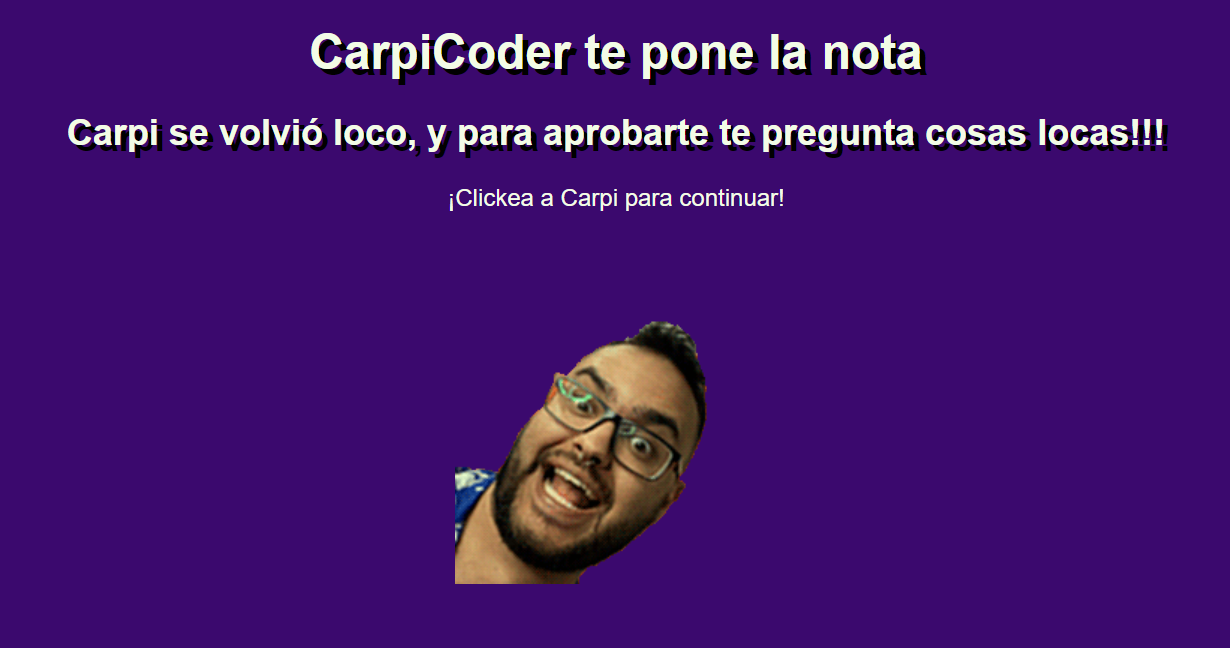 CarpiCoder te pone la nota
Carpi se volvió loco, y para aprobarte te pregunta cosas locas!!!
¡Clickea a Carpi para continuar!